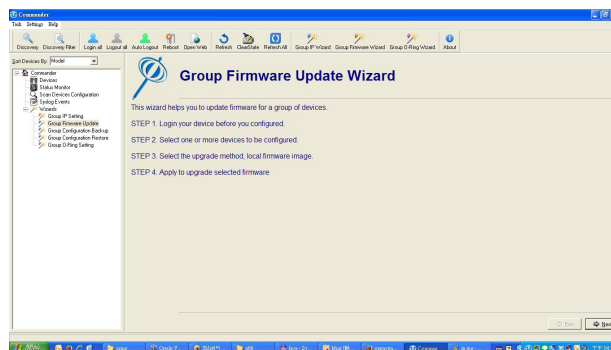 Commander
Task Settings Help
Discovery Discovery Filter Login all Logout all Auto Logout Reboot Open Web Refresh ClearState Refresh All Group IP Wizard Group Firmware Wizard Group O-Ring Wizard About
Sort Devices By: Model
Commander
Devices
Status Monitor
Scan Devices Configuration
Syslog Events
Wizards
Group IP Setting
Group Firmware Update
Group Configuration Backup
Group Configuration Restore
Group O-Ring Setting
Group Firmware Update Wizard
This wizard helps you to update firmware for a group of devices.
STEP 1. Login your device before you configured.
STEP 2. Select one or more devices to be configured.
STEP 3. Select the upgrade method, local firmware image.
STEP 4. Apply to upgrade selected firmware
Prev